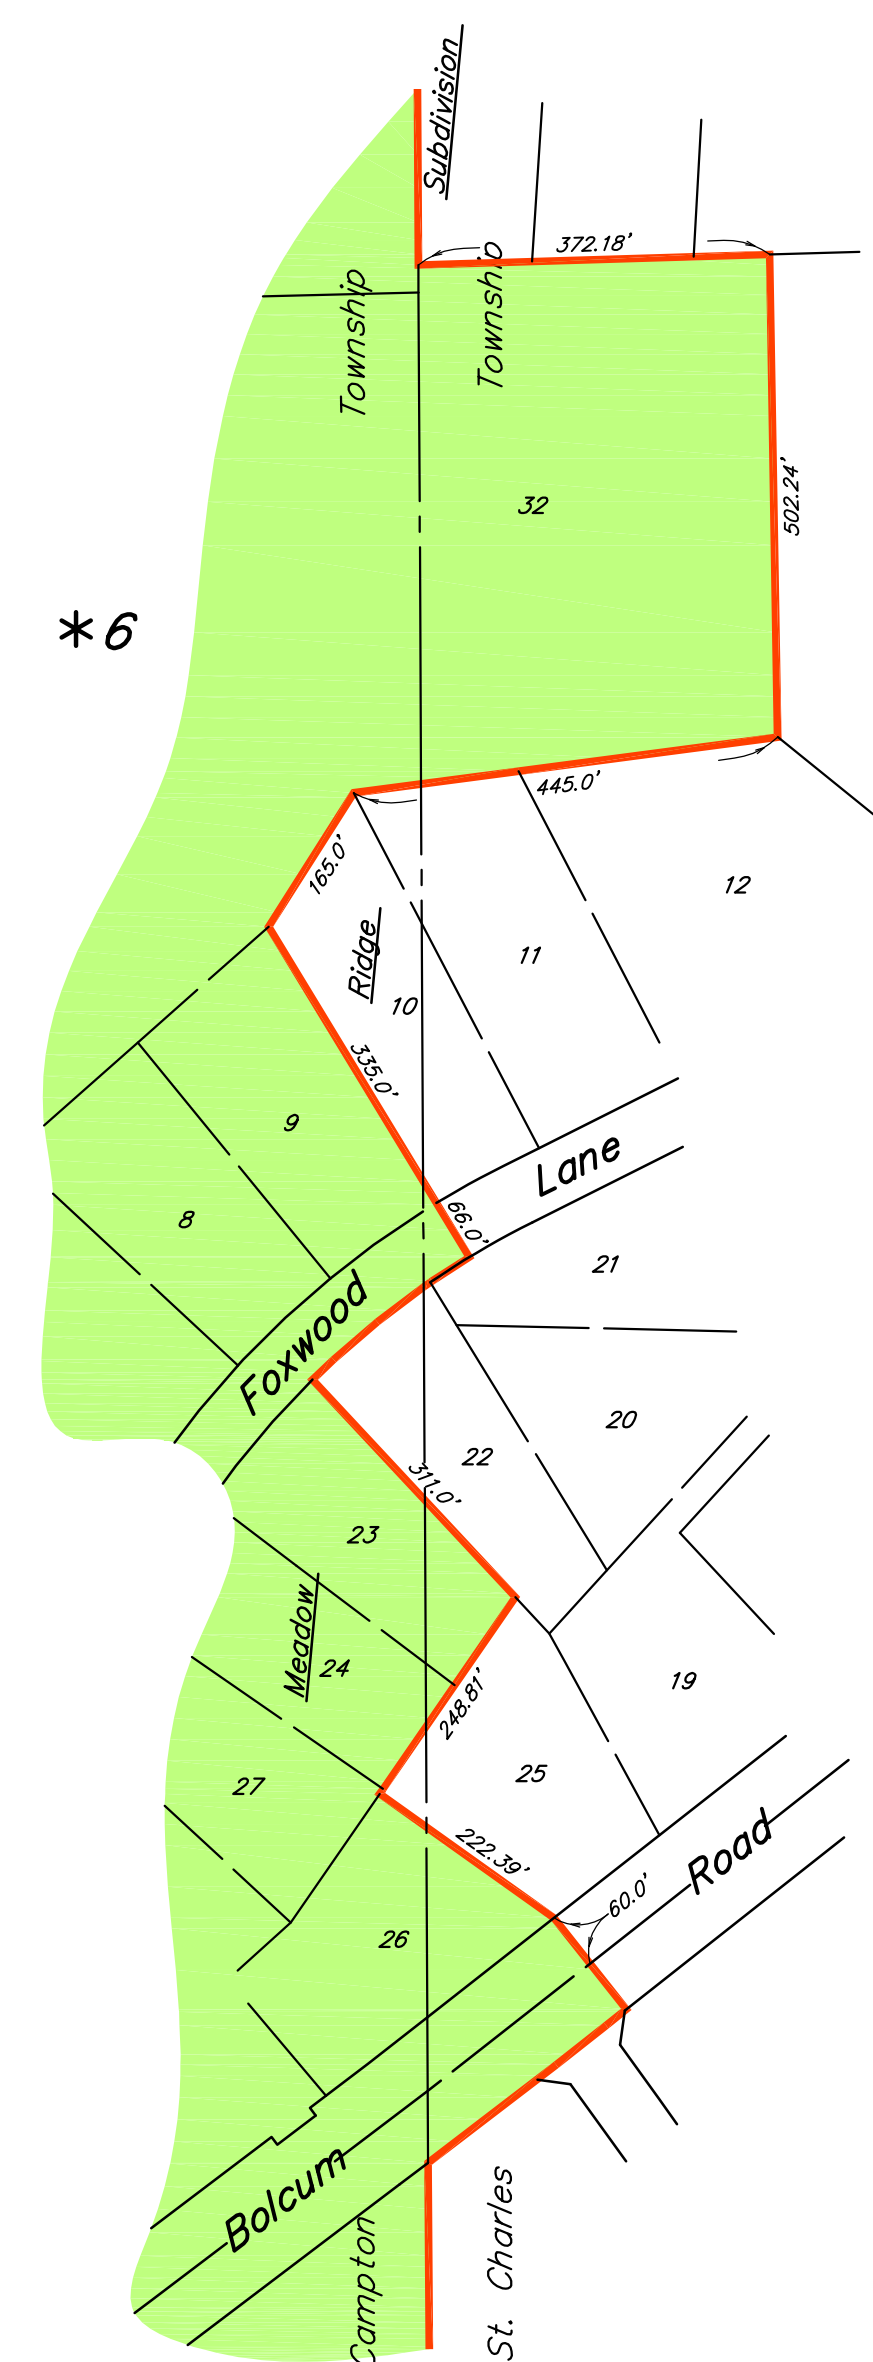 Subdivision
372.18'
Township
Township
502.24'
32
*6
445.0'
165.0'
12
11
Ridge
10
335.0'
9
Lane
8
66.0'
21
Foxwood
20
22
311.0'
23
Meadow
24
19
248.81'
25
27
222.39'
Road
60.0'
26
Bolcum
Campton
St. Charles